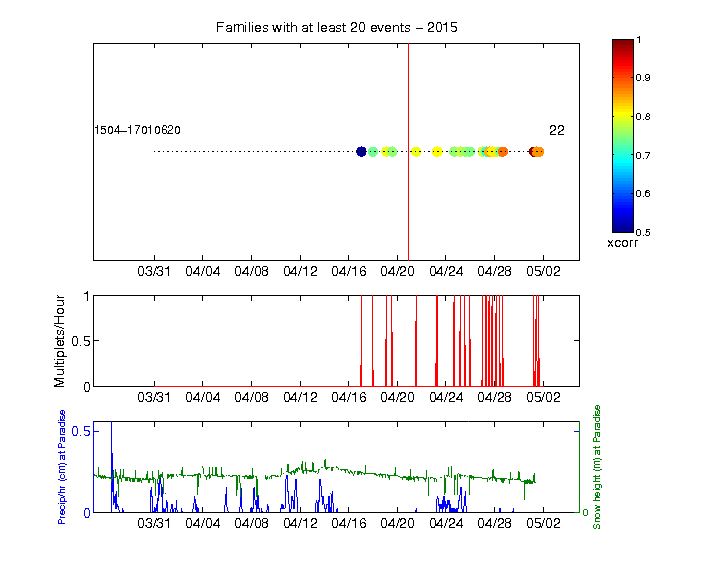 Families with at least 20 events − 2015
1504−17010620
22
03/31 04/04 04/08 04/12 04/16 04/20 04/24 04/28 05/02
1
0.9
0.8
0.7
0.6
0.5
xcorr
Multiplets/Hour
1
0.5
0
03/31 04/04 04/08 04/12 04/16 04/20 04/24 04/28 05/02
Precip/hr (cm) at Paradise
0.5
0
03/31 04/04 04/08 04/12 04/16 04/20 04/24 04/28 05/02
0
Snow height (m) at Paradise